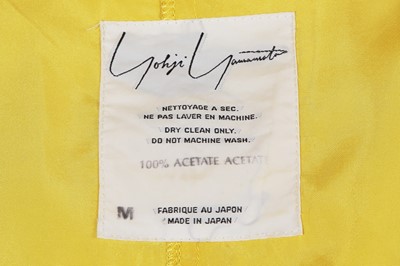 Yohji Yamamoto
NETTOYAGE A SEC.
NE PAS LAVER EN MACHINE.
DRY CLEAN ONLY.
DO NOT MACHINE WASH.
100% ACETATE ACETAT
M
FABRIQUE AU JAPON
MADE IN JAPAN